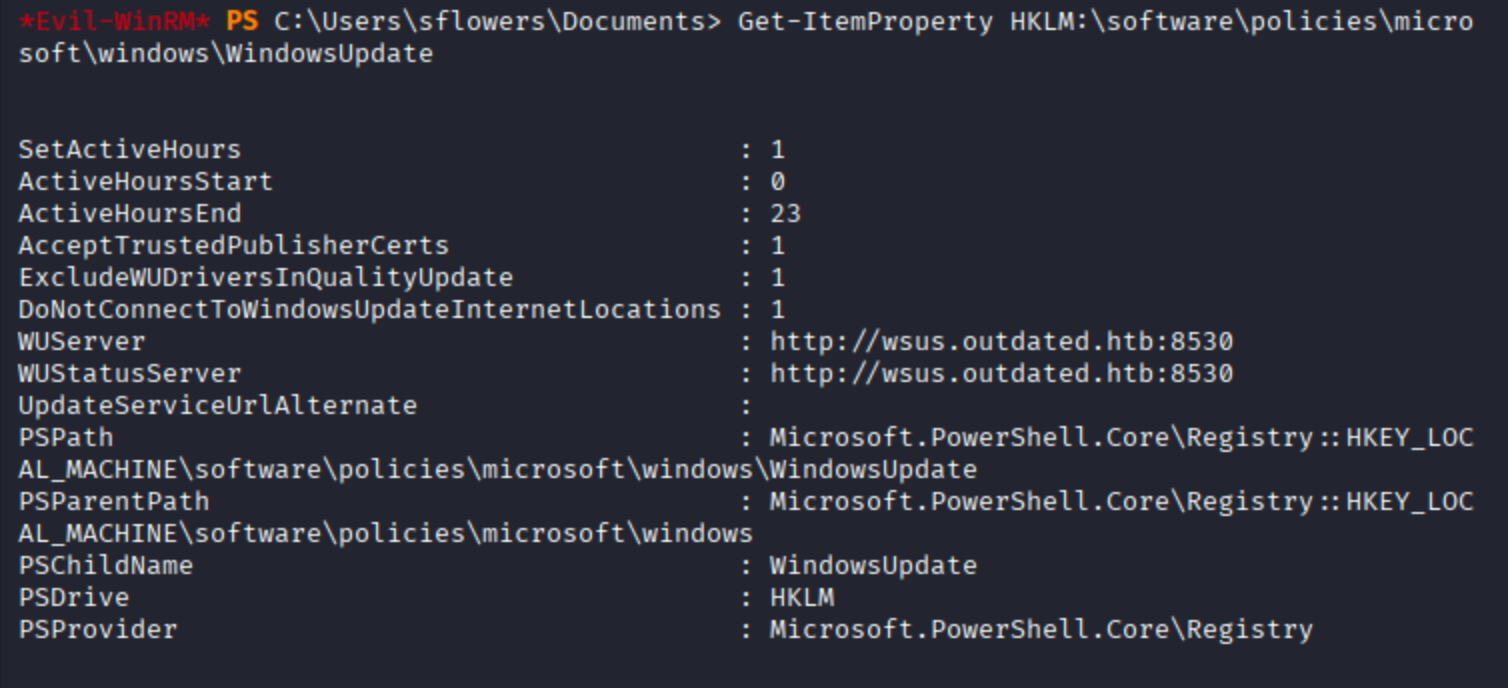 *Evil-WinRM* PS C:\Users\sflowers\Documents> Get-ItemProperty HKLM:\software\policies\micro
soft\windows\WindowsUpdate
SetActiveHours : 1
ActiveHoursStart : 0
ActiveHoursEnd : 23
AcceptTrustedPublisherCerts : 1
ExcludeWUDriversInQualityUpdate : 1
DoNotConnectToWindowsUpdateInternetLocations : 1
WUServer : http://wsus.outdated.htb:8530
WUStatusServer : http://wsus.outdated.htb:8530
UpdateServiceUrlAlternate :
PSPath : Microsoft.PowerShell.Core\Registry::HKEY_LOC
AL_MACHINE\software\policies\microsoft\windows\WindowsUpdate
PSParentPath : Microsoft.PowerShell.Core\Registry::HKEY_LOC
AL_MACHINE\software\policies\microsoft\windows
PSChildName : WindowsUpdate
PSDrive : HKLM
PSProvider : Microsoft.PowerShell.Core\Registry